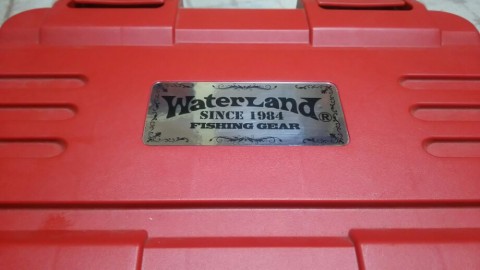 WaterLand®
SINCE 1984
FISHING GEAR